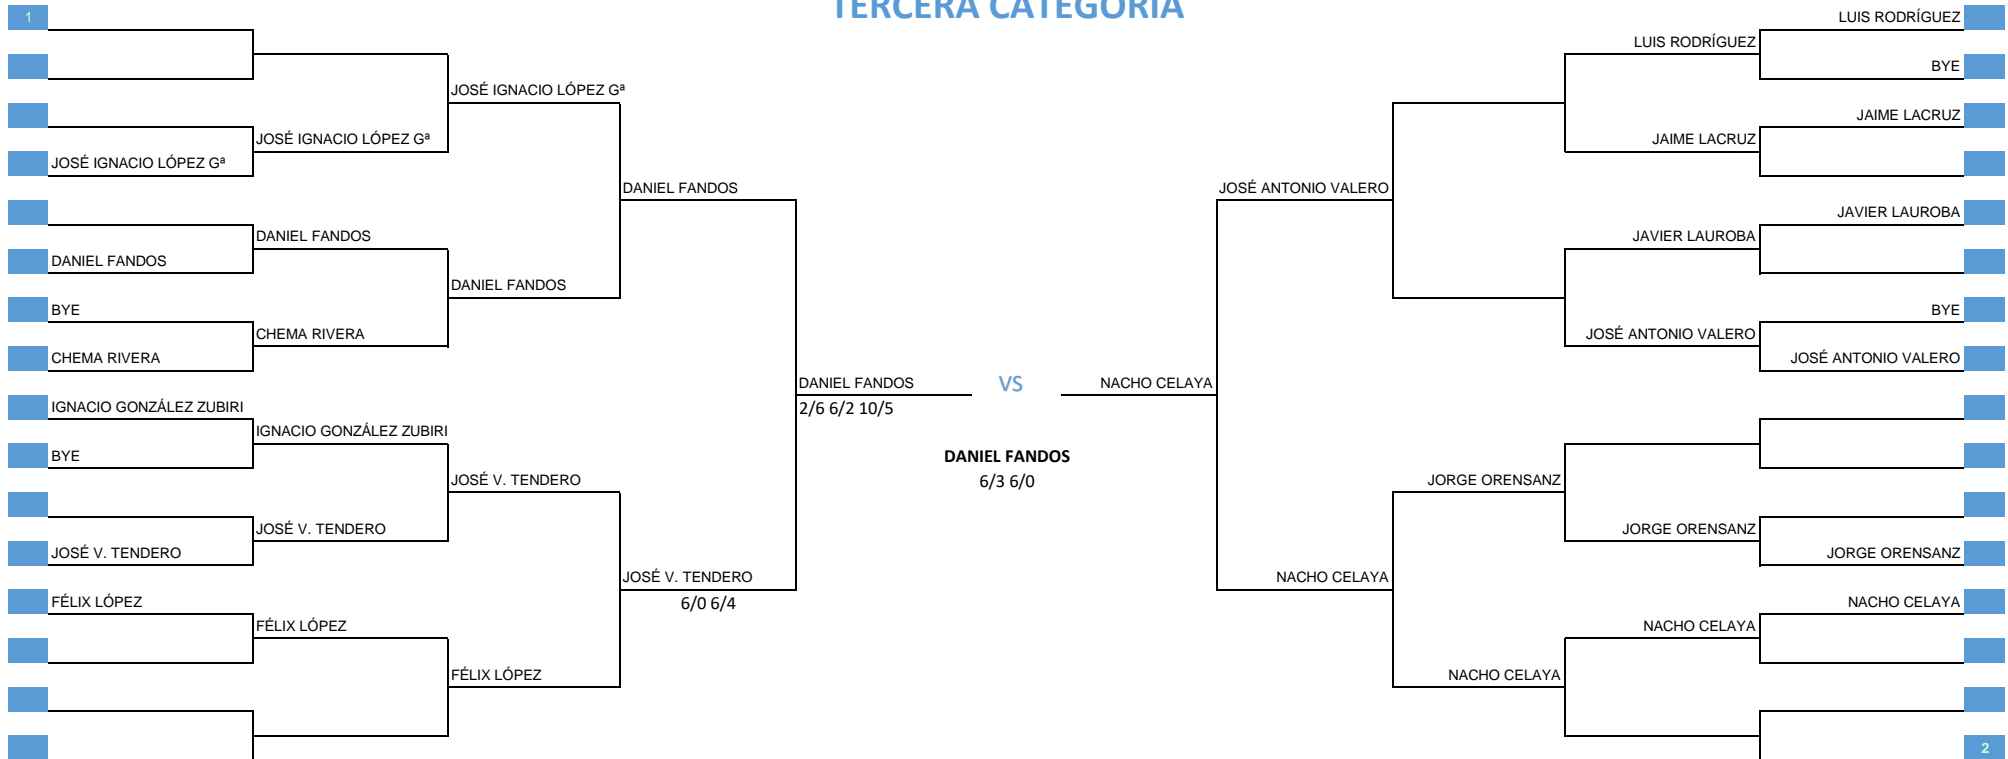 TERCERA CATEGORÍA
1
JOSÉ IGNACIO LÓPEZ Gª
DANIEL FANDOS
BYE
CHEMA RIVERA
IGNACIO GONZÁLEZ ZUBIRI
BYE
JOSÉ V. TENDERO
FÉLIX LÓPEZ
JOSÉ IGNACIO LÓPEZ Gª
DANIEL FANDOS
CHEMA RIVERA
IGNACIO GONZÁLEZ ZUBIRI
JOSÉ V. TENDERO
FÉLIX LÓPEZ
JOSÉ IGNACIO LÓPEZ Gª
DANIEL FANDOS
JOSÉ V. TENDERO
FÉLIX LÓPEZ
DANIEL FANDOS
JOSÉ V. TENDERO
6/0 6/4
DANIEL FANDOS
2/6 6/2 10/5
VS
DANIEL FANDOS
6/3 6/0
NACHO CELAYA
JOSÉ ANTONIO VALERO
NACHO CELAYA
JORGE ORENSANZ
NACHO CELAYA
LUIS RODRÍGUEZ
JAIME LACRUZ
JAVIER LAUROBA
JOSÉ ANTONIO VALERO
JORGE ORENSANZ
NACHO CELAYA
LUIS RODRÍGUEZ
BYE
JAIME LACRUZ
JAVIER LAUROBA
BYE
JOSÉ ANTONIO VALERO
JORGE ORENSANZ
NACHO CELAYA
2